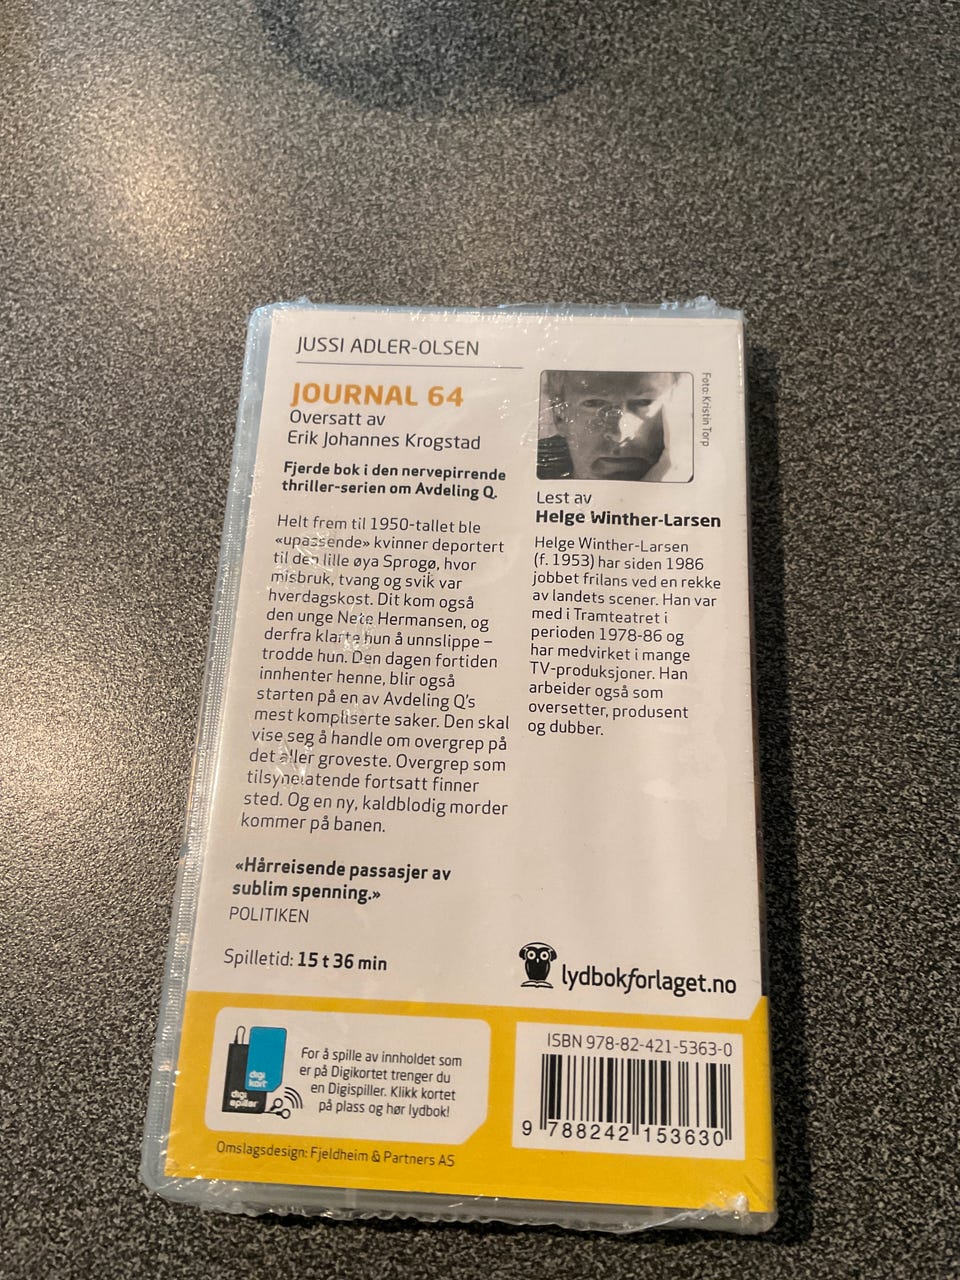 JUSSI ADLER-OLSEN
JOURNAL 64
Oversatt av
Erik Johannes Krogstad
Fjerde bok i den nervepirrende
thriller-serien om Avdeling Q.
Helt frem til 1950-tallet ble
«upassende» kvinner deportert
til den lille øya Sprogø, hvor
misbruk, tvang og svik var
hverdagskost. Dit kom også
den unge Nete Hermansen, og
derfra klarte hun å unnslippe –
trodde hun. Den dagen fortiden
innhenter henne, blir også
starten på en av Avdeling Q's
mest kompliserte saker. Den skal
vise seg å handle om overgrep på
det aller groveste. Overgrep som
tilsynelatende fortsatt finner
sted. Og en ny, kaldblodig morder
kommer på banen.
«Hårreisende passasjer av
sublim spenning.»
POLITIKEN
Spilletid: 15 t 36 min
Foto: Kristin Torp
Lest av
Helge Winther-Larsen
Helge Winther-Larsen
(f. 1953) har siden 1986
jobbet frilans ved en rekke
av landets scener. Han var
med i Tramteatret i
perioden 1978-86 og
har medvirket i mange
TV-produksjoner. Han
arbeider også som
oversetter, produsent
og dubber.
lydbokforlaget.no
digi
kort
digi
spiller
For å spille av innholdet som
er på Digikortet trenger du
en Digispiller. Klikk kortet
på plass og hør lydbok!
Omslagsdesign: Fjeldheim & Partners AS
ISBN 978-82-421-5363-0
9 788242 153630